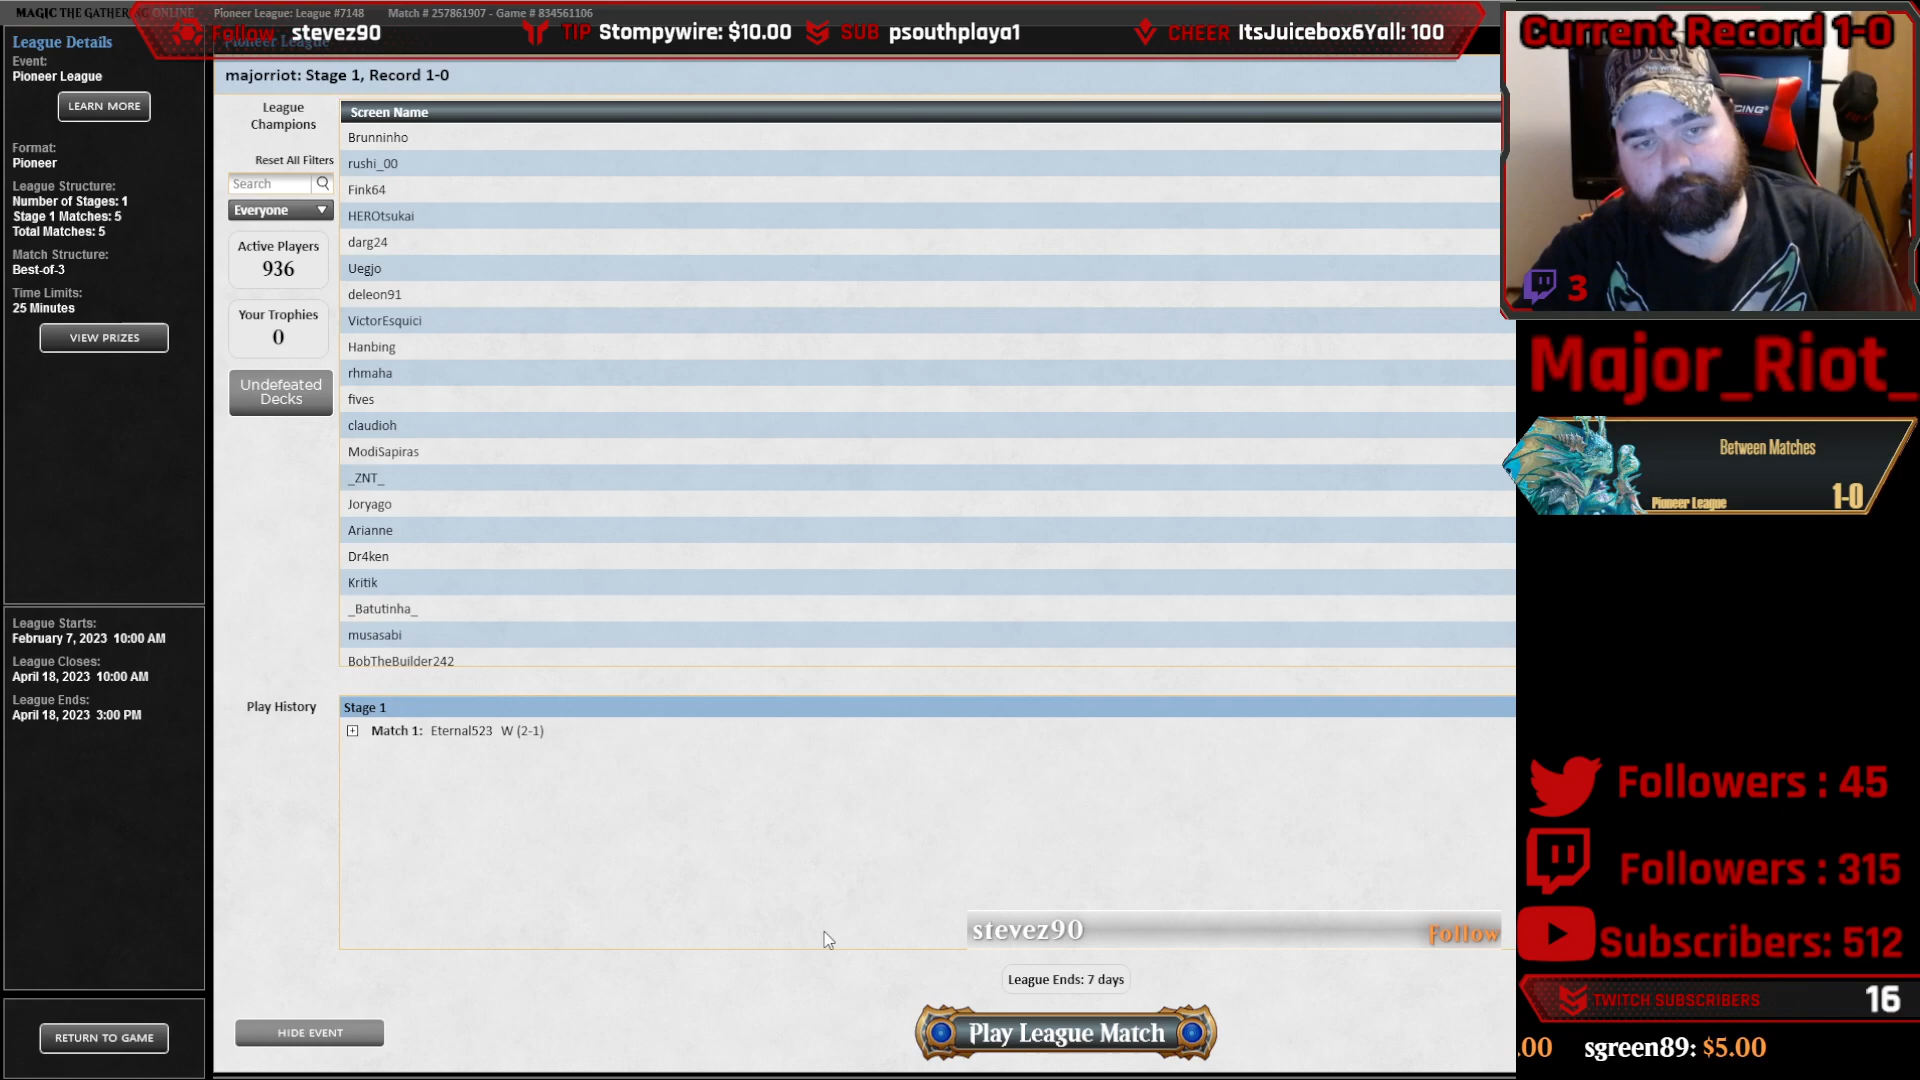 MAGIC THE GATHERING ONLINE
Pioneer League: League #7148 Match # 257861907 - Game # 834561106
Follow stevez90
TIP Stompywire: $10.00
SUB psouthplaya1
CHEER ItsJuicebox6Yall: 100
League Details
Event:
Pioneer League
LEARN MORE
Format:
Pioneer
League Structure:
Number of Stages: 1
Stage 1 Matches: 5
Total Matches: 5
Match Structure:
Best-of-3
Time Limits:
25 Minutes
VIEW PRIZES
League Starts:
February 7, 2023 10:00 AM
League Closes:
April 18, 2023 10:00 AM
League Ends:
April 18, 2023 3:00 PM
RETURN TO GAME
Pioneer League
majorriot: Stage 1, Record 1-0
League
Champions
Reset All Filters
Search
Everyone
Active Players
936
Your Trophies
0
Undefeated
Decks
Screen Name
Brunninho
rushi_00
Fink64
HEROtsukai
darg24
Uegjo
deleon91
VictorEsquici
Hanbing
rhmaha
fives
claudioh
ModiSapiras
_ZNT_
Joryago
Arianne
Dr4ken
Kritik
_Batutinha_
musasabi
BobTheBuilder242
Play History
Stage 1
Match 1: Eternal523 W (2-1)
stevez90 Follow
League Ends: 7 days
HIDE EVENT
Play League Match
Current Record 1-0
3
Major_Riot_
Between Matches
Pioneer League 1-0
Followers : 45
Followers : 315
Subscribers: 512
TWITCH SUBSCRIBERS 16
.00 sgreen89: $5.00